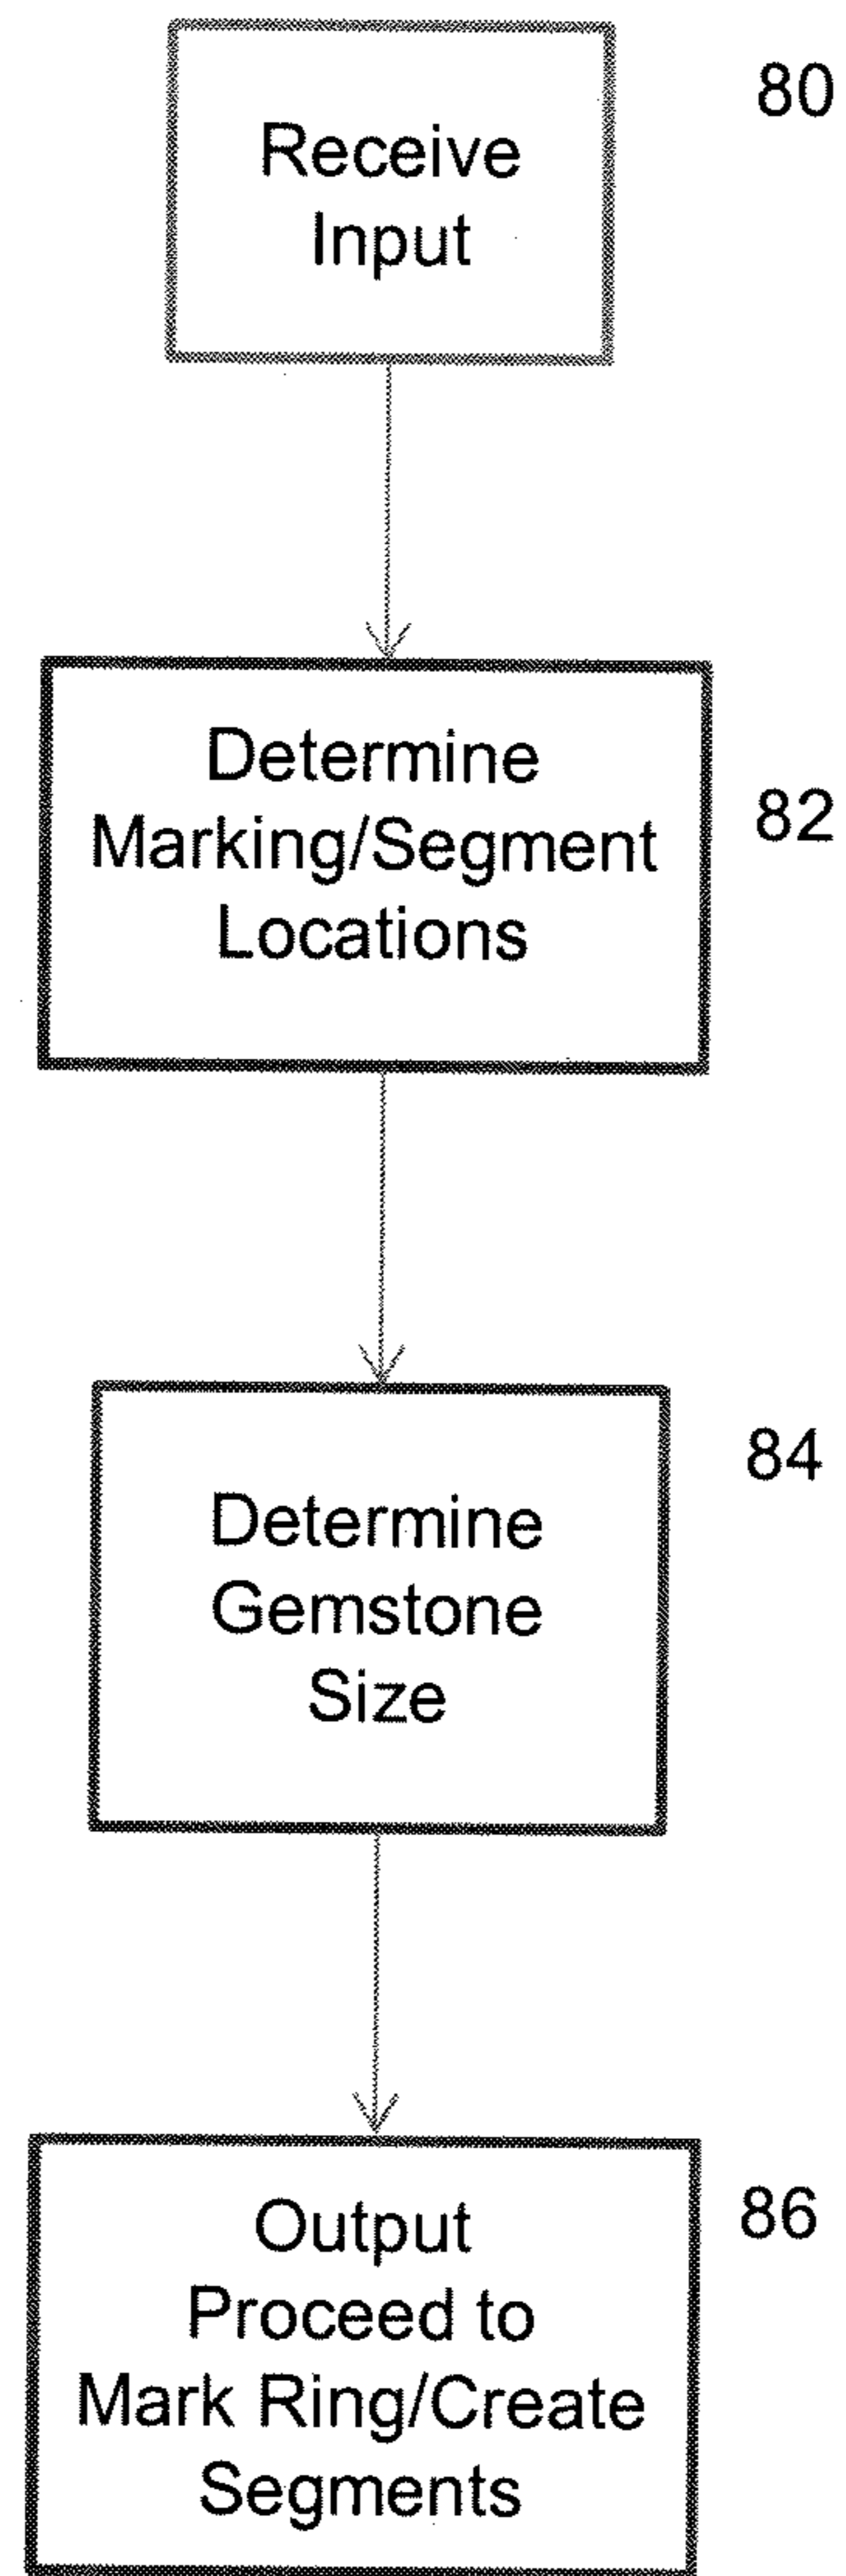 80
Receive
Input
Determine
Marking/Segment
Locations
82
84
Determine
Gemstone
Size
86
Output
Proceed to
Mark Ring/Create
Segments